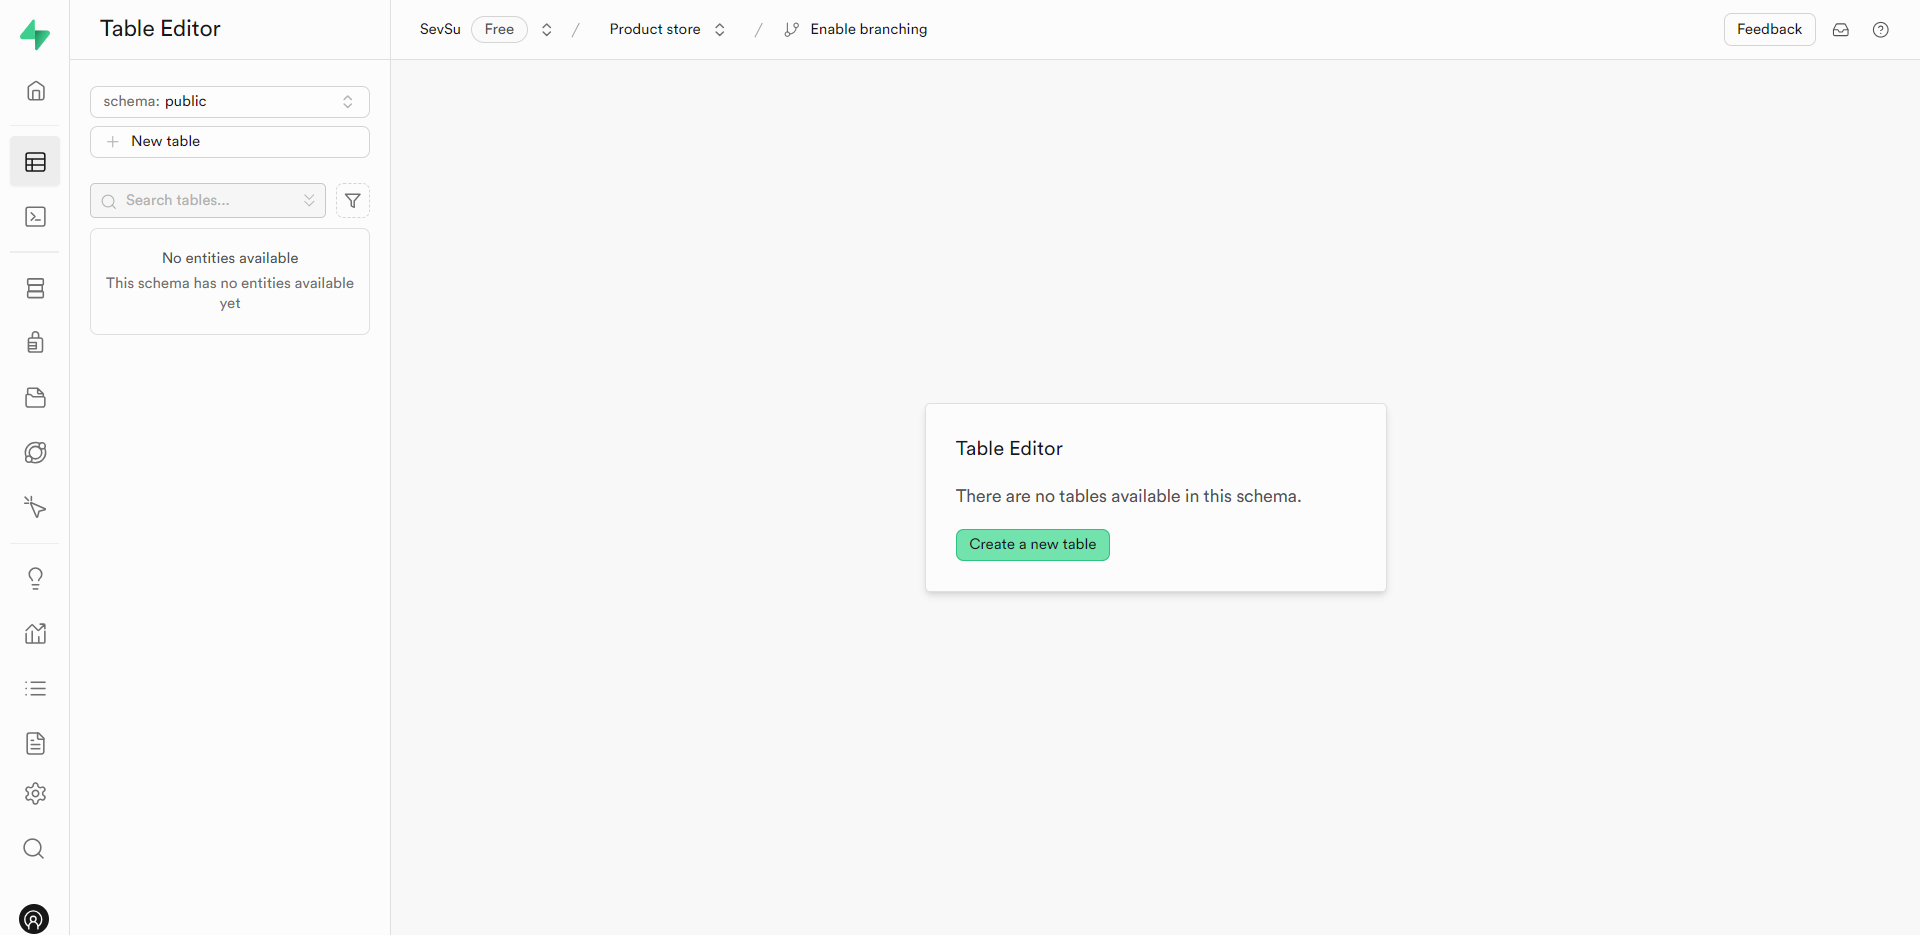 Table Editor
SevSu Free / Product store / Enable branching
Feedback
schema: public
New table
Search tables...
No entities available
This schema has no entities available
yet
Table Editor
There are no tables available in this schema.
Create a new table